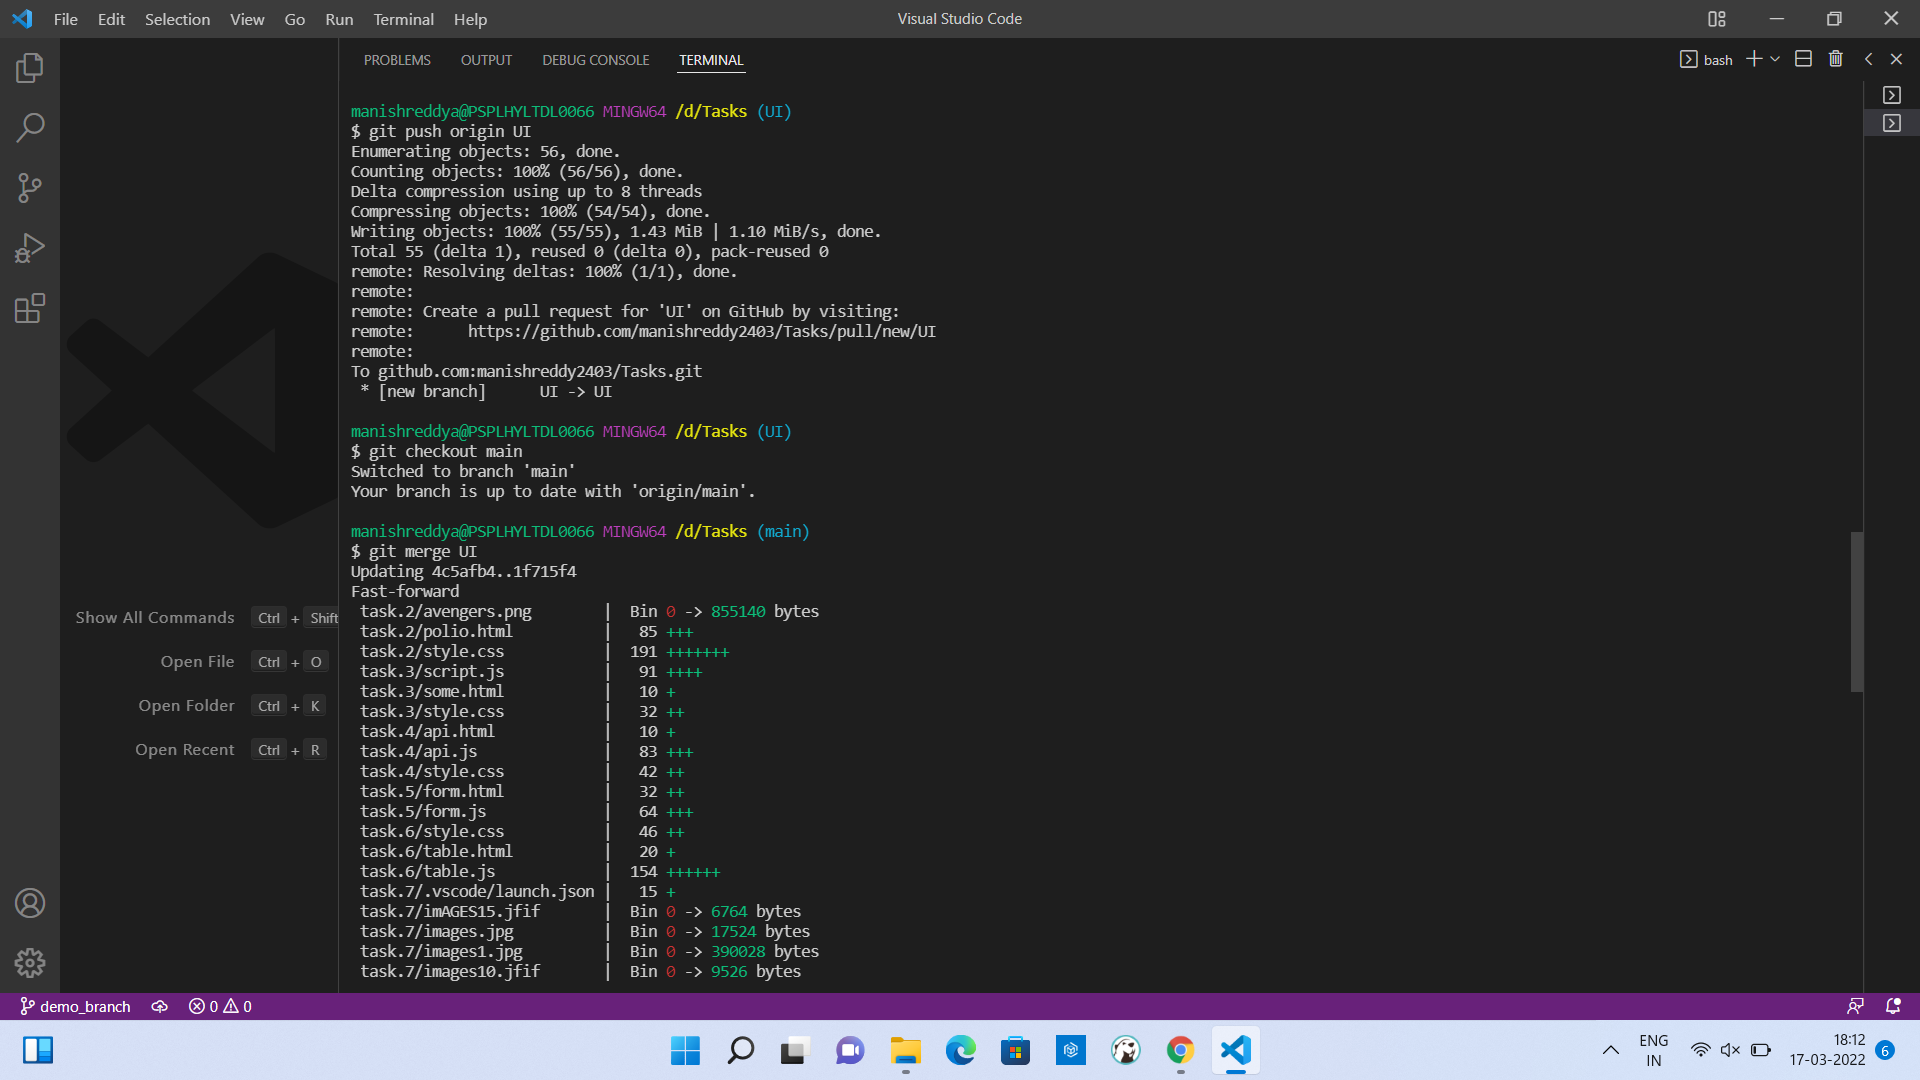 File Edit Selection View Go Run Terminal Help
Visual Studio Code
PROBLEMS OUTPUT DEBUG CONSOLE TERMINAL
bash
manishreddya@PSPLHYLTDL0066 MINGW64 /d/Tasks (UI)
$ git push origin UI
Enumerating objects: 56, done.
Counting objects: 100% (56/56), done.
Delta compression using up to 8 threads
Compressing objects: 100% (54/54), done.
Writing objects: 100% (55/55), 1.43 MiB | 1.10 MiB/s, done.
Total 55 (delta 1), reused 0 (delta 0), pack-reused 0
remote: Resolving deltas: 100% (1/1), done.
remote:
remote: Create a pull request for 'UI' on GitHub by visiting:
remote:      https://github.com/manishreddy2403/Tasks/pull/new/UI
remote:
To github.com:manishreddy2403/Tasks.git
 * [new branch]      UI -> UI
manishreddya@PSPLHYLTDL0066 MINGW64 /d/Tasks (UI)
$ git checkout main
Switched to branch 'main'
Your branch is up to date with 'origin/main'.
manishreddya@PSPLHYLTDL0066 MINGW64 /d/Tasks (main)
$ git merge UI
Updating 4c5afb4..1f715f4
Fast-forward
 task.2/avengers.png        |  Bin 0 -> 855140 bytes
 task.2/polio.html          |   85 +++
 task.2/style.css           |  191 +++++++
 task.3/script.js           |   91 ++++
 task.3/some.html           |   10 +
 task.3/style.css           |   32 ++
 task.4/api.html            |   10 +
 task.4/api.js              |   83 +++
 task.4/style.css           |   42 ++
 task.5/form.html           |   32 ++
 task.5/form.js             |   64 +++
 task.6/style.css           |   46 ++
 task.6/table.html          |   20 +
 task.6/table.js            |  154 ++++++
 task.7/.vscode/launch.json |   15 +
 task.7/imAGES15.jfif       |  Bin 0 -> 6764 bytes
 task.7/images.jpg          |  Bin 0 -> 17524 bytes
 task.7/images1.jpg         |  Bin 0 -> 390028 bytes
 task.7/images10.jfif       |  Bin 0 -> 9526 bytes
Show All Commands Ctrl + Shift
Open File Ctrl + O
Open Folder Ctrl + K
Open Recent Ctrl + R
demo_branch 0 0
ENG
IN
18:12
17-03-2022
6